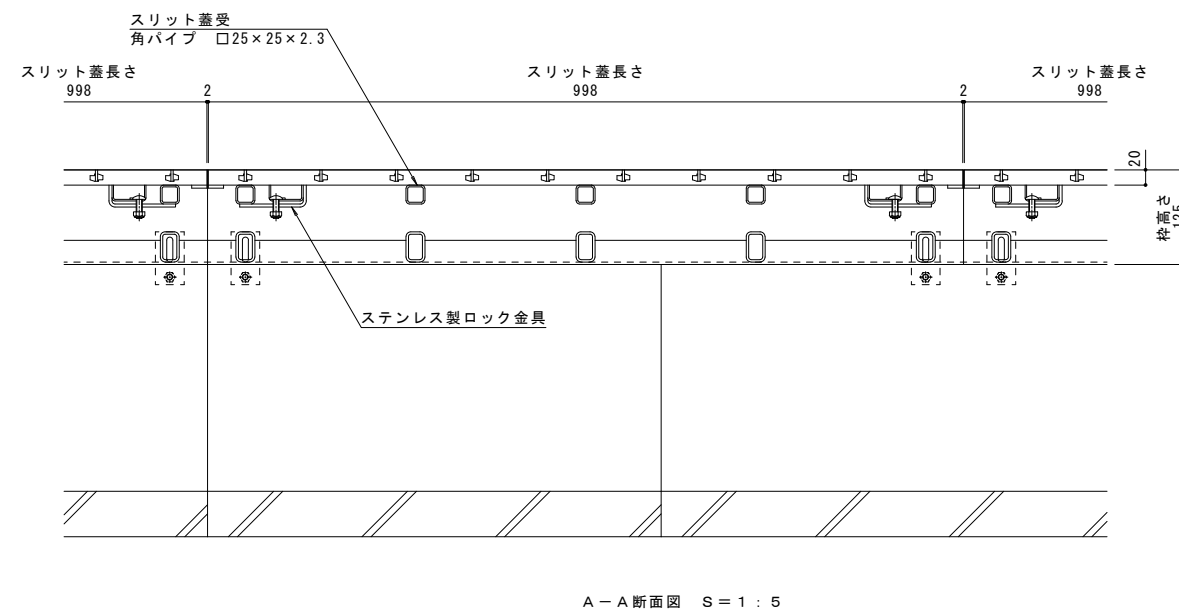 スリット蓋受
角パイプ □25×25×2.3
スリット蓋長さ
998
2
スリット蓋長さ
998
2
スリット蓋長さ
998
20
枠高さ
125
ステンレス製ロック金具
A－A断面図 S＝1：5